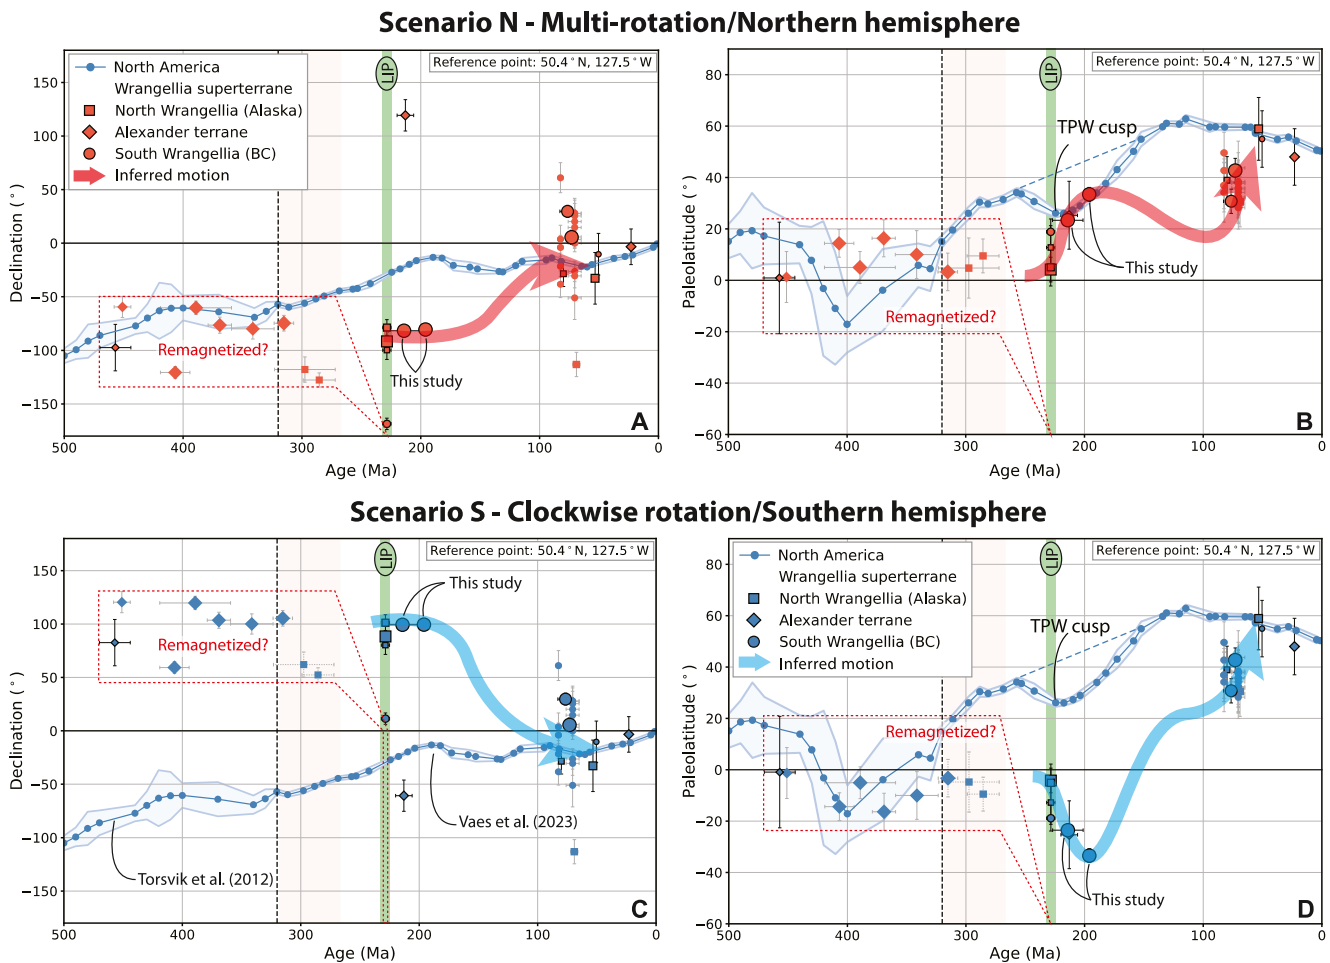 Scenario N - Multi-rotation/Northern hemisphere
LIP
Reference point: 50.4°N, 127.5°W
North America
Wrangellia superterrane
North Wrangellia (Alaska)
Alexander terrane
South Wrangellia (BC)
Inferred motion
Declination (°)
150
100
50
0
−50
−100
−150
Remagnetized?
This study
A
500
400
300
200
100
0
Age (Ma)
LIP
Reference point: 50.4°N, 127.5°W
Paleolatitude (°)
80
60
40
20
0
−20
−40
−60
TPW cusp
This study
Remagnetized?
B
500
400
300
200
100
0
Age (Ma)
Scenario S - Clockwise rotation/Southern hemisphere
LIP
Reference point: 50.4°N, 127.5°W
Declination (°)
150
100
50
0
−50
−100
−150
This study
Remagnetized?
Vaes et al. (2023)
Torsvik et al. (2012)
C
500
400
300
200
100
0
Age (Ma)
LIP
Reference point: 50.4°N, 127.5°W
North America
Wrangellia superterrane
North Wrangellia (Alaska)
Alexander terrane
South Wrangellia (BC)
Inferred motion
Paleolatitude (°)
80
60
40
20
0
−20
−40
−60
TPW cusp
Remagnetized?
This study
D
500
400
300
200
100
0
Age (Ma)